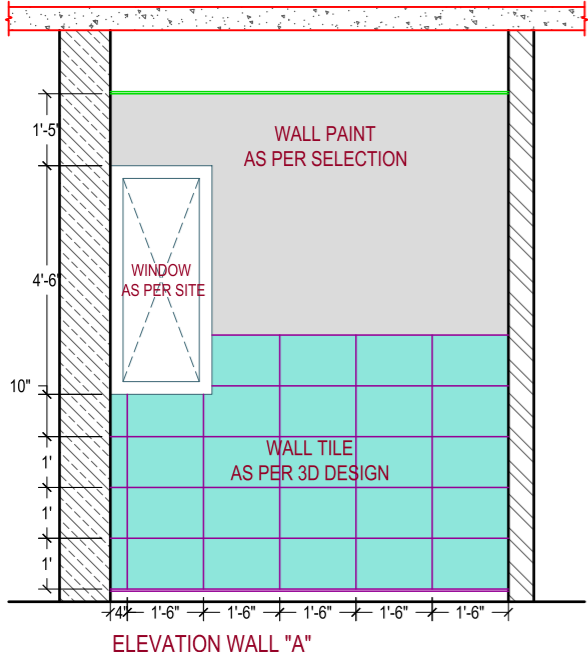 WALL PAINT
AS PER SELECTION
1'-5"
4'-6"
WINDOW
AS PER SITE
10"
WALL TILE
AS PER 3D DESIGN
1'
1'
1'
4" 1'-6" 1'-6" 1'-6" 1'-6" 1'-6"
ELEVATION WALL "A"